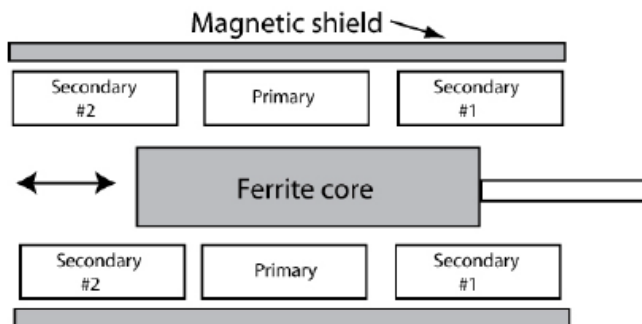 Magnetic shield
Secondary
#2
Primary
Secondary
#1
Ferrite core
Secondary
#2
Primary
Secondary
#1